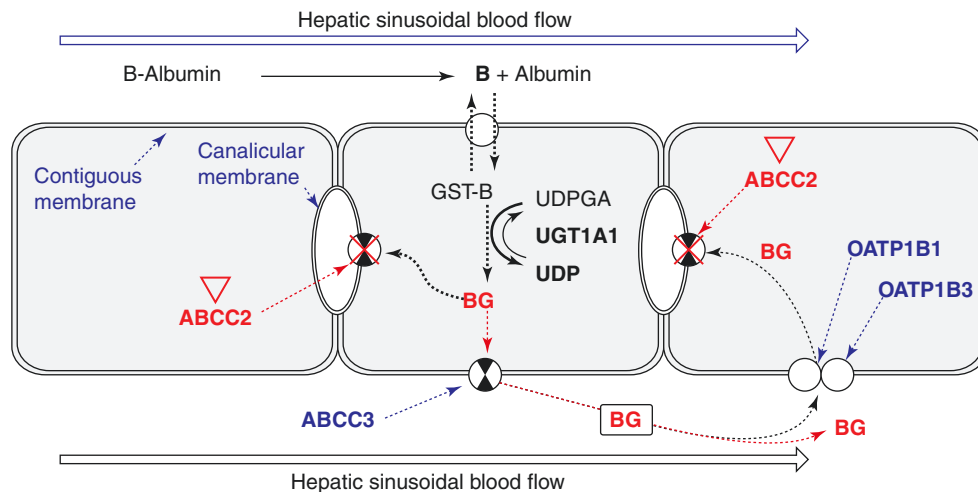 Hepatic sinusoidal blood flow
B-Albumin
B + Albumin
Contiguous
membrane
Canalicular
membrane
GST-B
UDPGA
UGT1A1
UDP
ABCC2
BG
ABCC2
BG
OATP1B1
OATP1B3
ABCC3
BG
BG
Hepatic sinusoidal blood flow